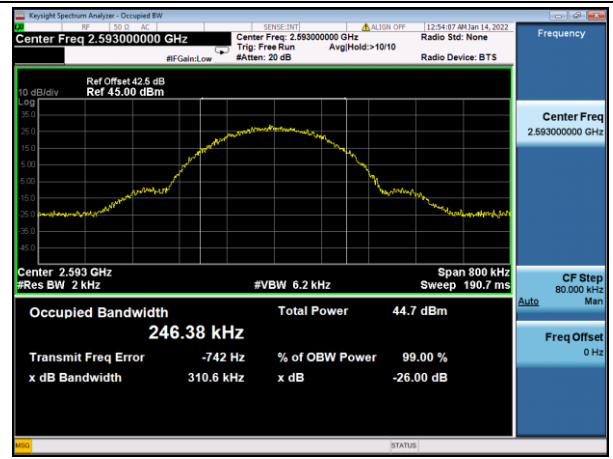 Keysight Spectrum Analyzer - Occupied BW
RF 50 Ω AC SENSE:INT ALIGN OFF 12:54:07 AM Jan 14, 2022
Center Freq 2.593000000 GHz Center Freq: 2.593000000 GHz Radio Std: None
Trig: Free Run Avg|Hold:>10/10
#IFGain:Low #Atten: 20 dB Radio Device: BTS
Ref Offset 42.5 dB
10 dB/div Ref 45.00 dBm
Log
35.0
25.0
15.0
5.00
-5.00
-15.0
-25.0
-35.0
-45.0
Center 2.593 GHz Span 800 kHz
#Res BW 2 kHz #VBW 6.2 kHz Sweep 190.7 ms
Occupied Bandwidth Total Power 44.7 dBm
246.38 kHz
Transmit Freq Error -742 Hz % of OBW Power 99.00 %
x dB Bandwidth 310.6 kHz x dB -26.00 dB
Frequency
Center Freq
2.593000000 GHz
CF Step
80.000 kHz
Auto Man
Freq Offset
0 Hz
MSG STATUS